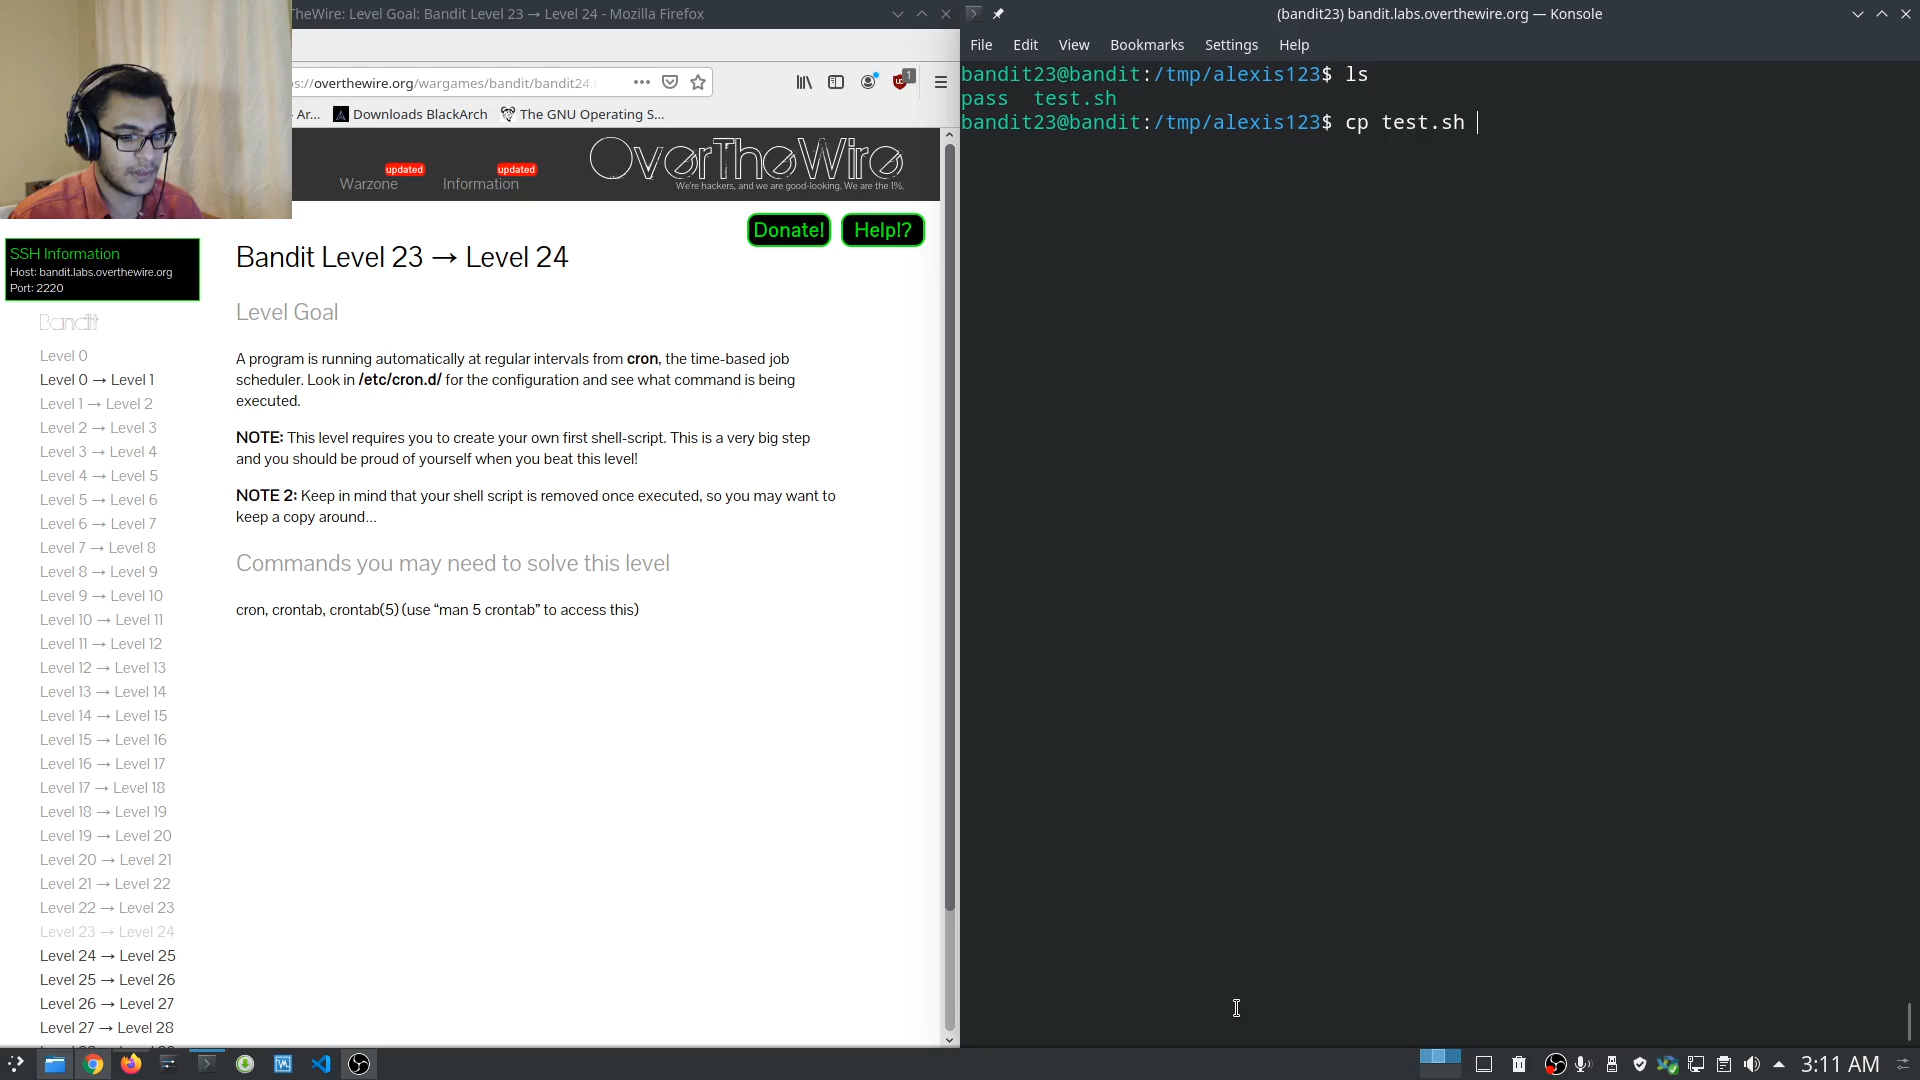 TheWire: Level Goal: Bandit Level 23 → Level 24 - Mozilla Firefox
s://overthewire.org/wargames/bandit/bandit24.
1
Ar...
Downloads BlackArch
The GNU Operating S...
Warzone
updated
Information
updated
OverTheWire
We're hackers, and we are good-looking. We are the 1%.
Donate!
Help!?
SSH Information
Host: bandit.labs.overthewire.org
Port: 2220
Bandit
Level 0
Level 0 → Level 1
Level 1 → Level 2
Level 2 → Level 3
Level 3 → Level 4
Level 4 → Level 5
Level 5 → Level 6
Level 6 → Level 7
Level 7 → Level 8
Level 8 → Level 9
Level 9 → Level 10
Level 10 → Level 11
Level 11 → Level 12
Level 12 → Level 13
Level 13 → Level 14
Level 14 → Level 15
Level 15 → Level 16
Level 16 → Level 17
Level 17 → Level 18
Level 18 → Level 19
Level 19 → Level 20
Level 20 → Level 21
Level 21 → Level 22
Level 22 → Level 23
Level 23 → Level 24
Level 24 → Level 25
Level 25 → Level 26
Level 26 → Level 27
Level 27 → Level 28
Bandit Level 23 → Level 24
Level Goal
A program is running automatically at regular intervals from cron, the time-based job
scheduler. Look in /etc/cron.d/ for the configuration and see what command is being
executed.
NOTE: This level requires you to create your own first shell-script. This is a very big step
and you should be proud of yourself when you beat this level!
NOTE 2: Keep in mind that your shell script is removed once executed, so you may want to
keep a copy around...
Commands you may need to solve this level
cron, crontab, crontab(5) (use “man 5 crontab” to access this)
(bandit23) bandit.labs.overthewire.org — Konsole
File Edit View Bookmarks Settings Help
bandit23@bandit:/tmp/alexis123$ ls
pass test.sh
bandit23@bandit:/tmp/alexis123$ cp test.sh
3:11 AM